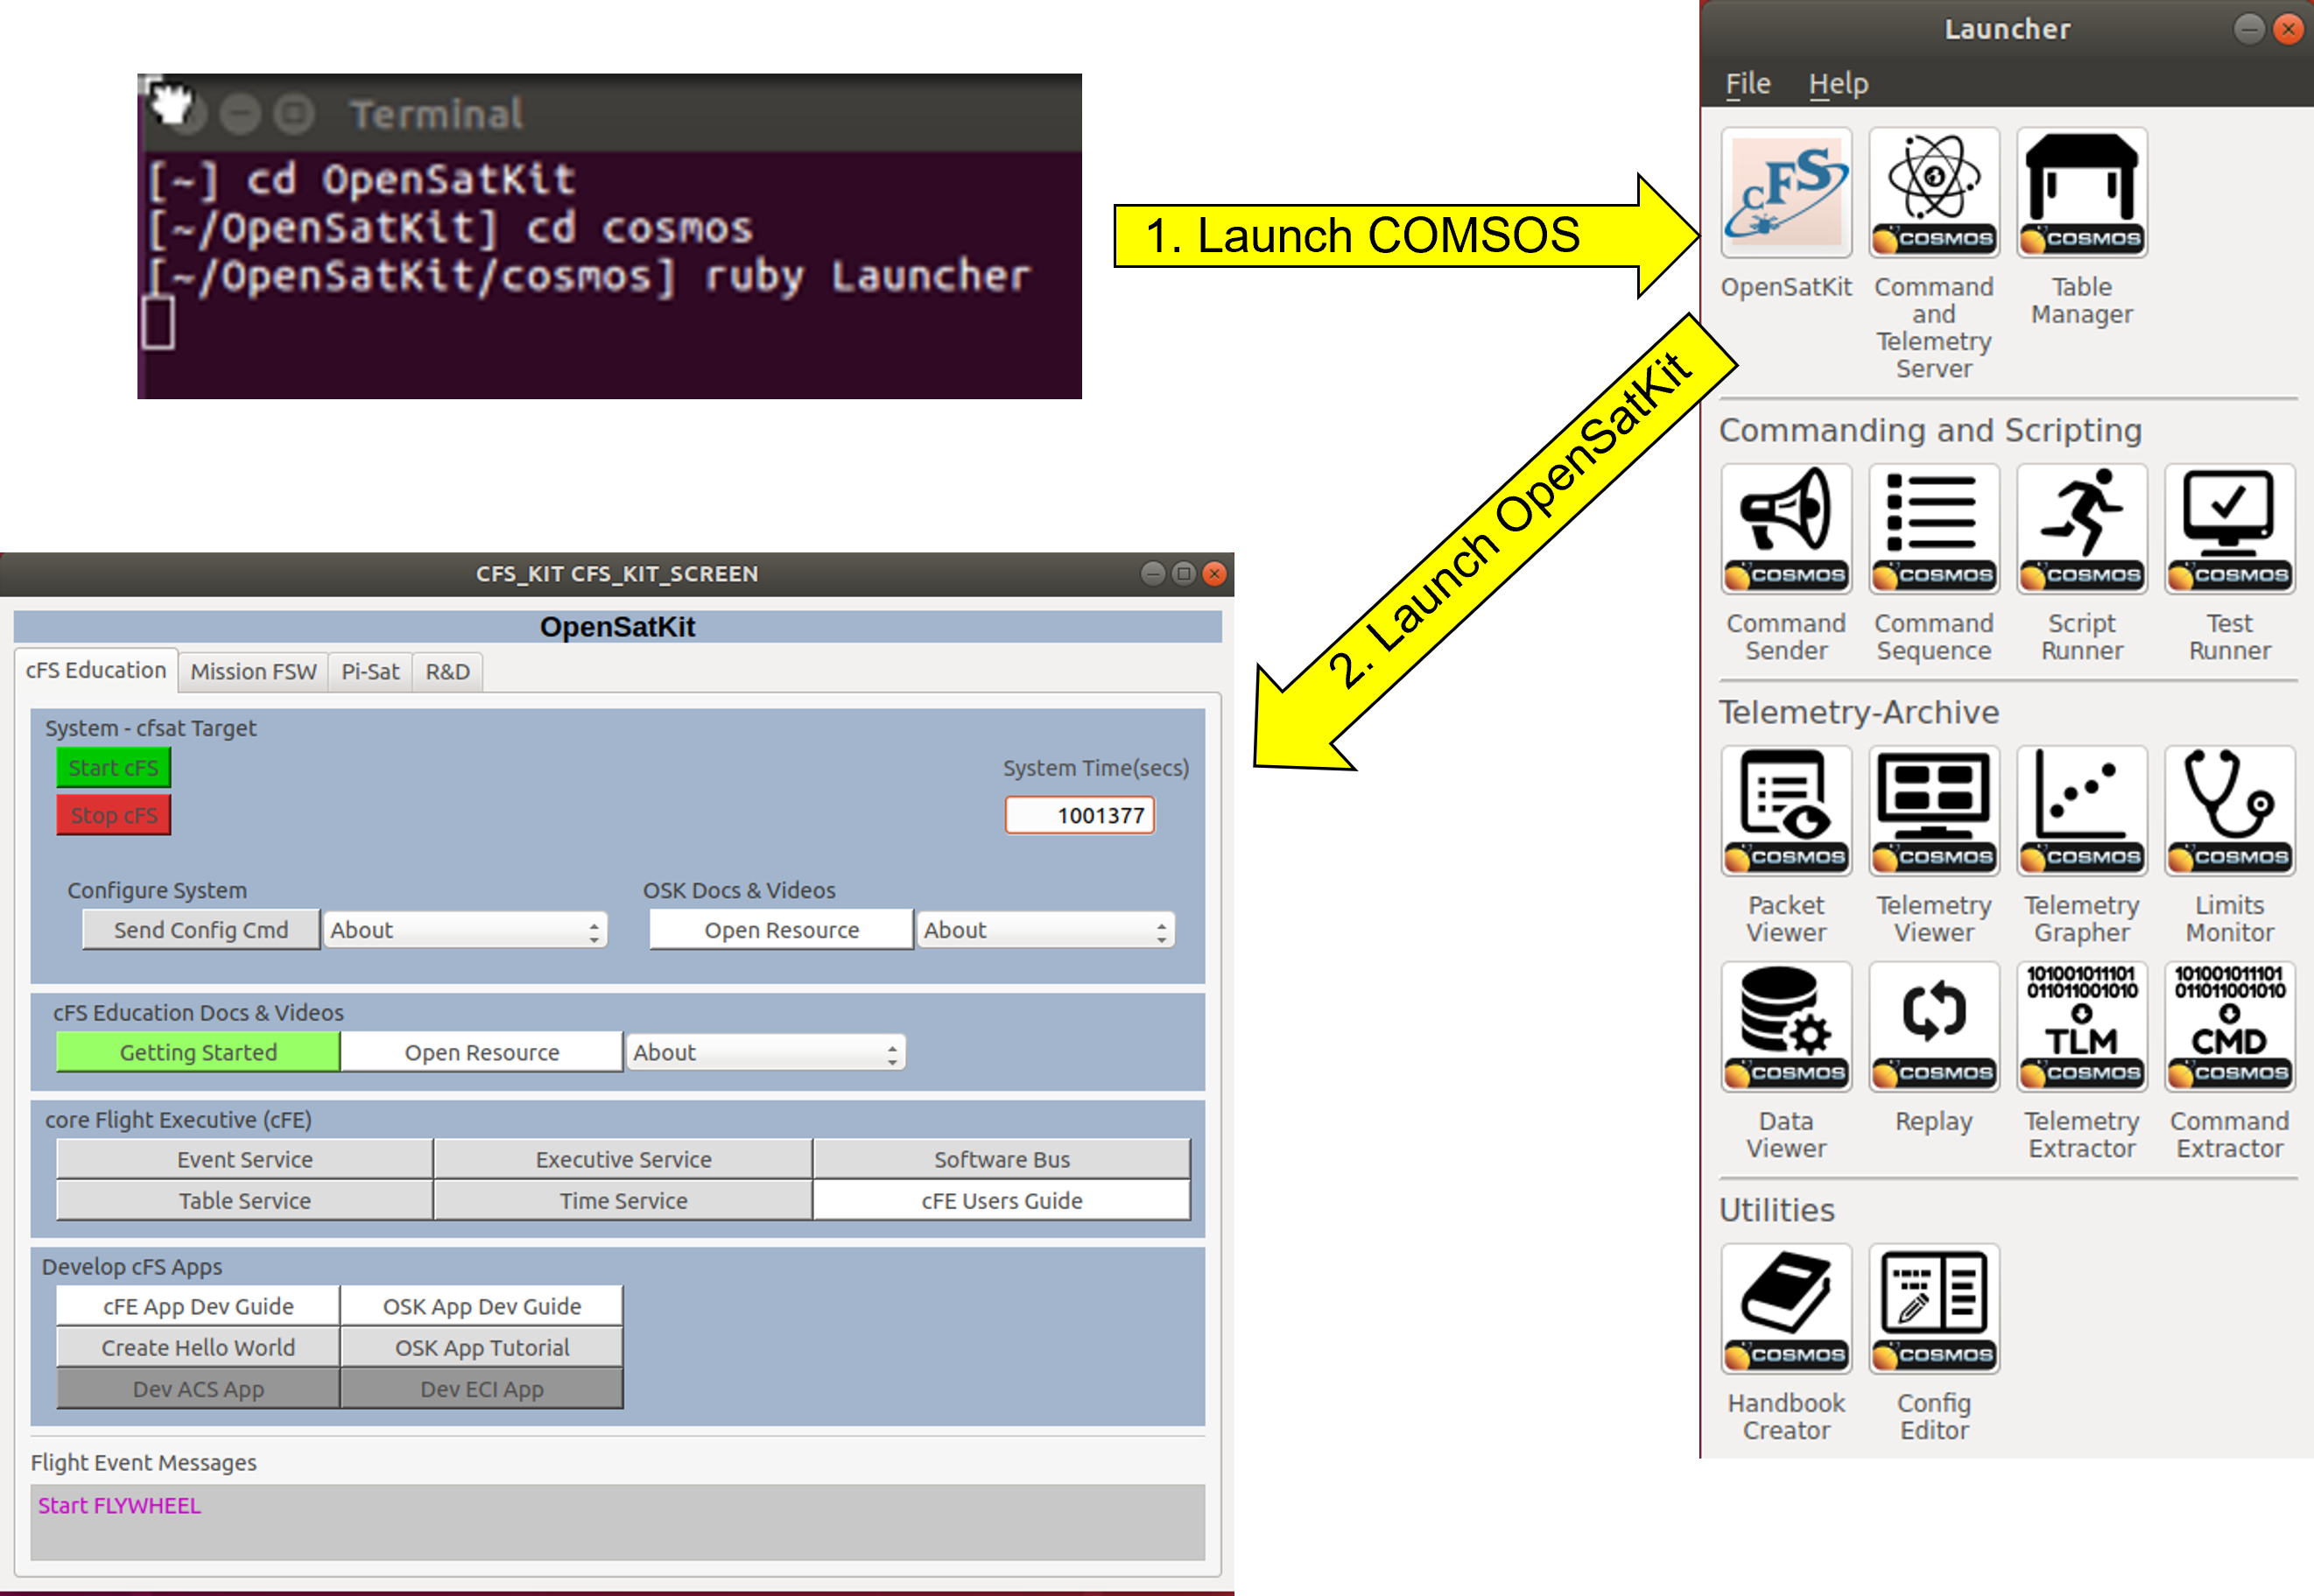 Terminal
[~] cd OpenSatKit
[~/OpenSatKit] cd cosmos
[~/OpenSatKit/cosmos] ruby Launcher
1. Launch COMSOS
2. Launch OpenSatKit
Launcher
File Help
cFS
COSMOS
COSMOS
OpenSatKit
Command
and
Telemetry
Server
Table
Manager
Commanding and Scripting
COSMOS
COSMOS
COSMOS
COSMOS
Command
Sender
Command
Sequence
Script
Runner
Test
Runner
Telemetry-Archive
COSMOS
COSMOS
COSMOS
COSMOS
Packet
Viewer
Telemetry
Viewer
Telemetry
Grapher
Limits
Monitor
COSMOS
COSMOS
101001011101
011011001010
TLM
COSMOS
101001011101
011011001010
CMD
COSMOS
Data
Viewer
Replay
Telemetry
Extractor
Command
Extractor
Utilities
COSMOS
COSMOS
Handbook
Creator
Config
Editor
CFS_KIT CFS_KIT_SCREEN
OpenSatKit
cFS Education Mission FSW Pi-Sat R&D
System - cfsat Target
Start cFS
System Time(secs)
Stop cFS
1001377
Configure System
OSK Docs & Videos
Send Config Cmd About
Open Resource About
cFS Education Docs & Videos
Getting Started Open Resource About
core Flight Executive (cFE)
Event Service Executive Service Software Bus
Table Service Time Service cFE Users Guide
Develop cFS Apps
cFE App Dev Guide OSK App Dev Guide
Create Hello World OSK App Tutorial
Dev ACS App Dev ECI App
Flight Event Messages
Start FLYWHEEL